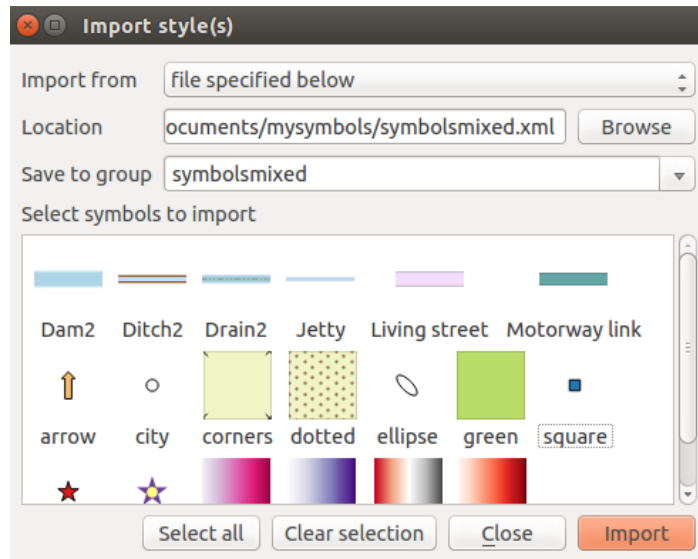 Import style(s)
Import from file specified below
Location ocuments/mysymbols/symbolsmixed.xml Browse
Save to group symbolsmixed
Select symbols to import
Dam2 Ditch2 Drain2 Jetty Living street Motorway link
arrow city corners dotted ellipse green square
Select all Clear selection Close Import